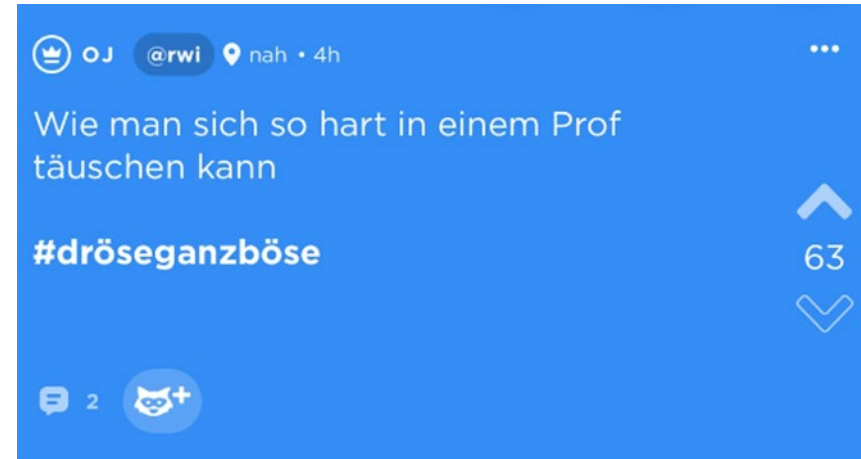 OJ @rwi nah • 4h
Wie man sich so hart in einem Prof
täuschen kann
#dröseganzböse
63
2